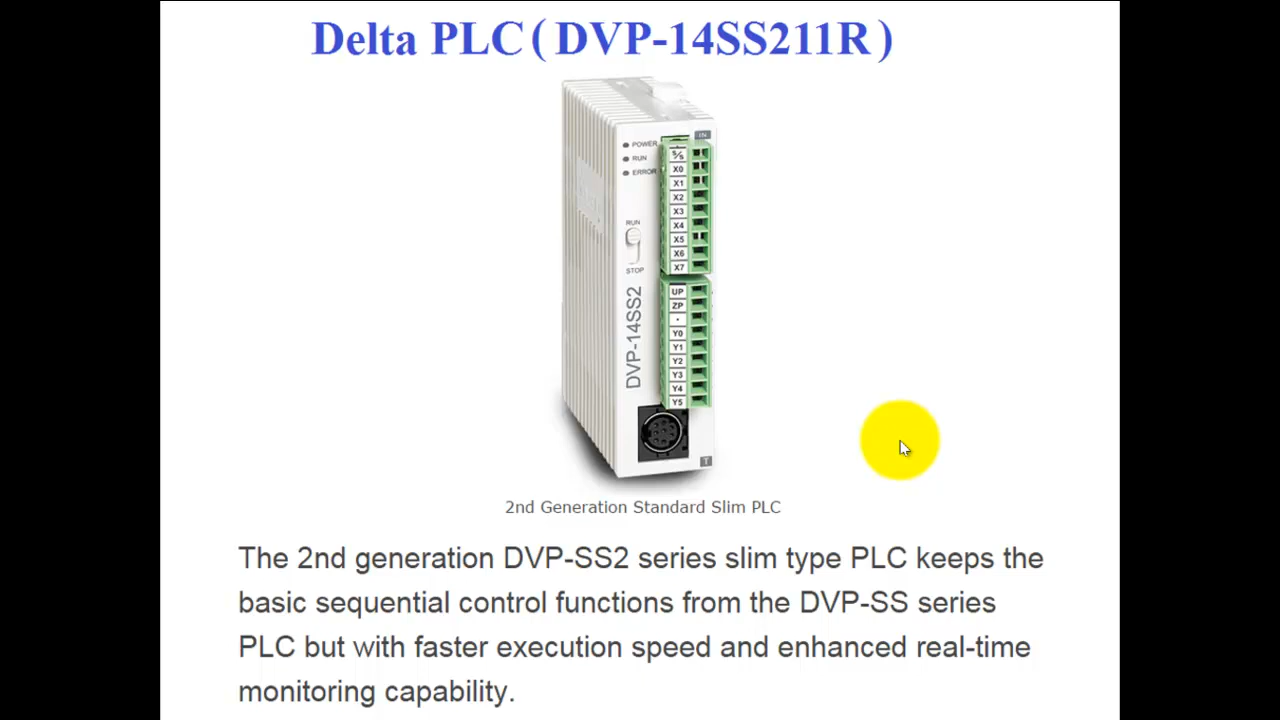 Delta PLC( DVP-14SS211R )
IN
POWER
RUN
ERROR
S/S
X0
X1
X2
X3
X4
X5
X6
X7
RUN
STOP
UP
ZP
•
Y0
Y1
Y2
Y3
Y4
Y5
DVP-14SS2
T
2nd Generation Standard Slim PLC
The 2nd generation DVP-SS2 series slim type PLC keeps the
basic sequential control functions from the DVP-SS series
PLC but with faster execution speed and enhanced real-time
monitoring capability.